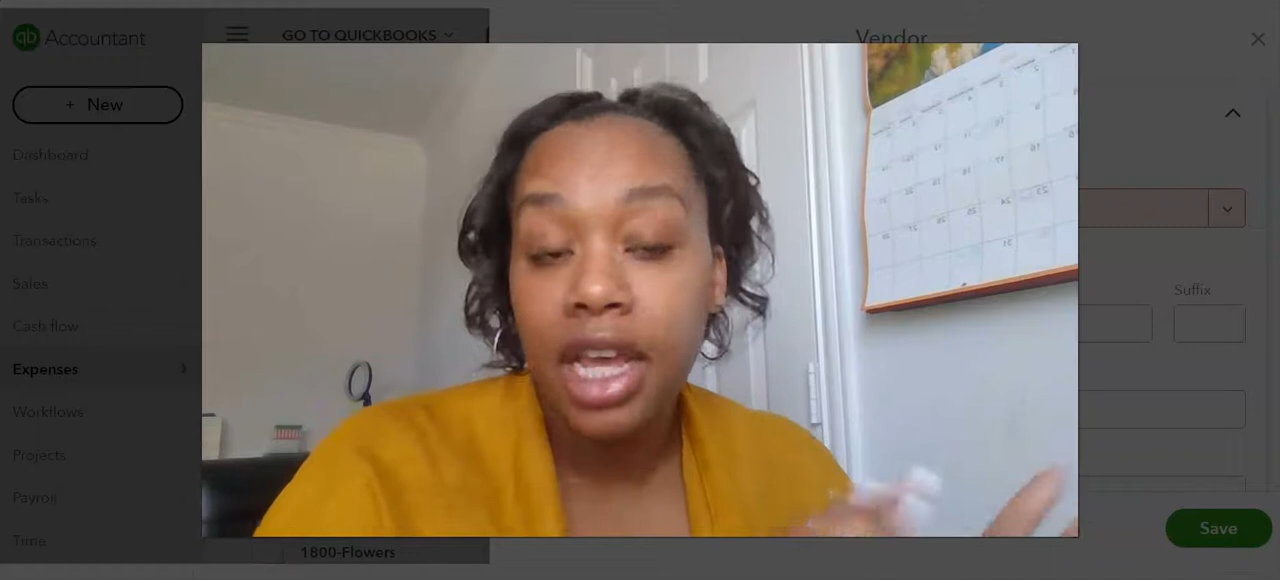 qb Accountant
GO TO QUICKBOOKS
Vendor
+ New
Dashboard
Tasks
Transactions
Sales
Cash flow
Expenses
Workflows
Projects
Payroll
Time
Suffix
Save
1800-Flowers